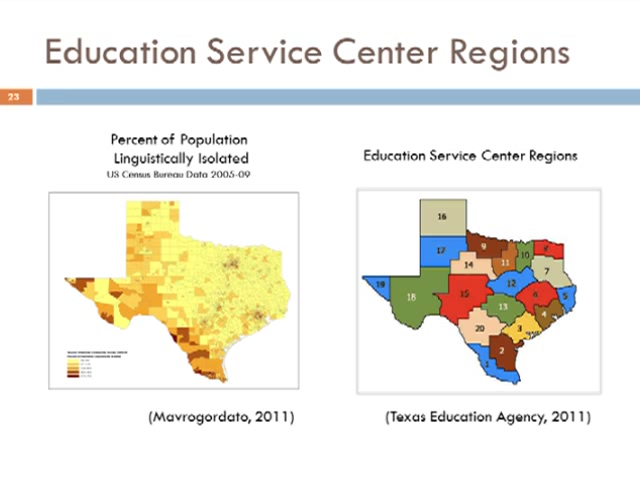 Education Service Center Regions
23
Percent of Population
Linguistically Isolated
US Census Bureau Data 2005-09
Education Service Center Regions
16
17
9
14
11
10
7
19
18
15
12
6
5
13
4
20
3
2
1
(Mavrogordato, 2011)
(Texas Education Agency, 2011)